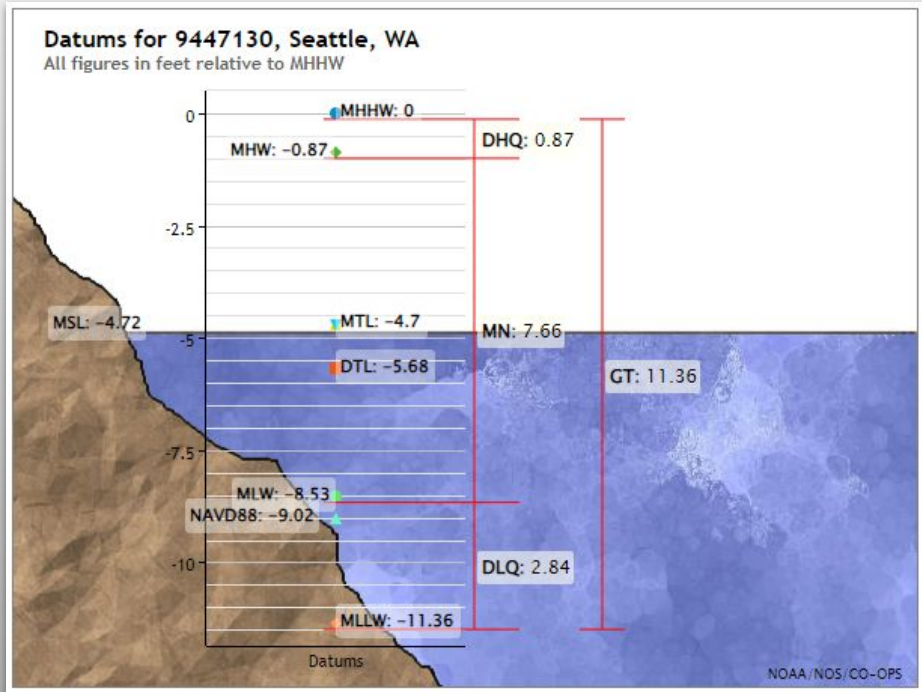 Datums for 9447130, Seattle, WA
All figures in feet relative to MHHW
0
MHHW: 0
DHQ: 0.87
MHW: -0.87
-2.5
MSL: -4.72
MTL: -4.7
MN: 7.66
-5
DTL: -5.68
GT: 11.36
-7.5
MLW: -8.53
NAVD88: -9.02
-10
DLQ: 2.84
MLLW: -11.36
Datums
NOAA/NOS/CO-OPS